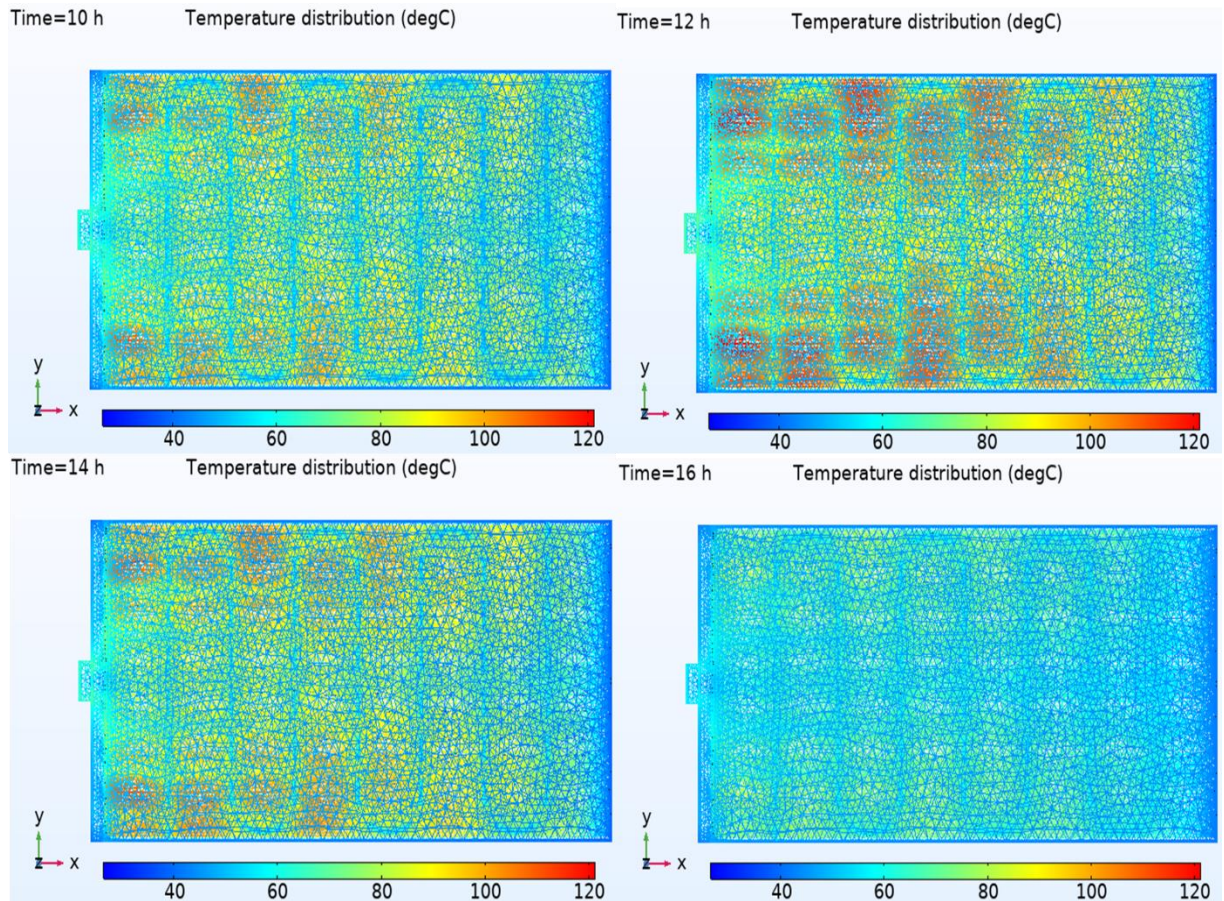 Time=10 h Temperature distribution (degC)
y
z x
40 60 80 100 120
Time=12 h Temperature distribution (degC)
y
z x
40 60 80 100 120
Time=14 h Temperature distribution (degC)
y
z x
40 60 80 100 120
Time=16 h Temperature distribution (degC)
y
z x
40 60 80 100 120